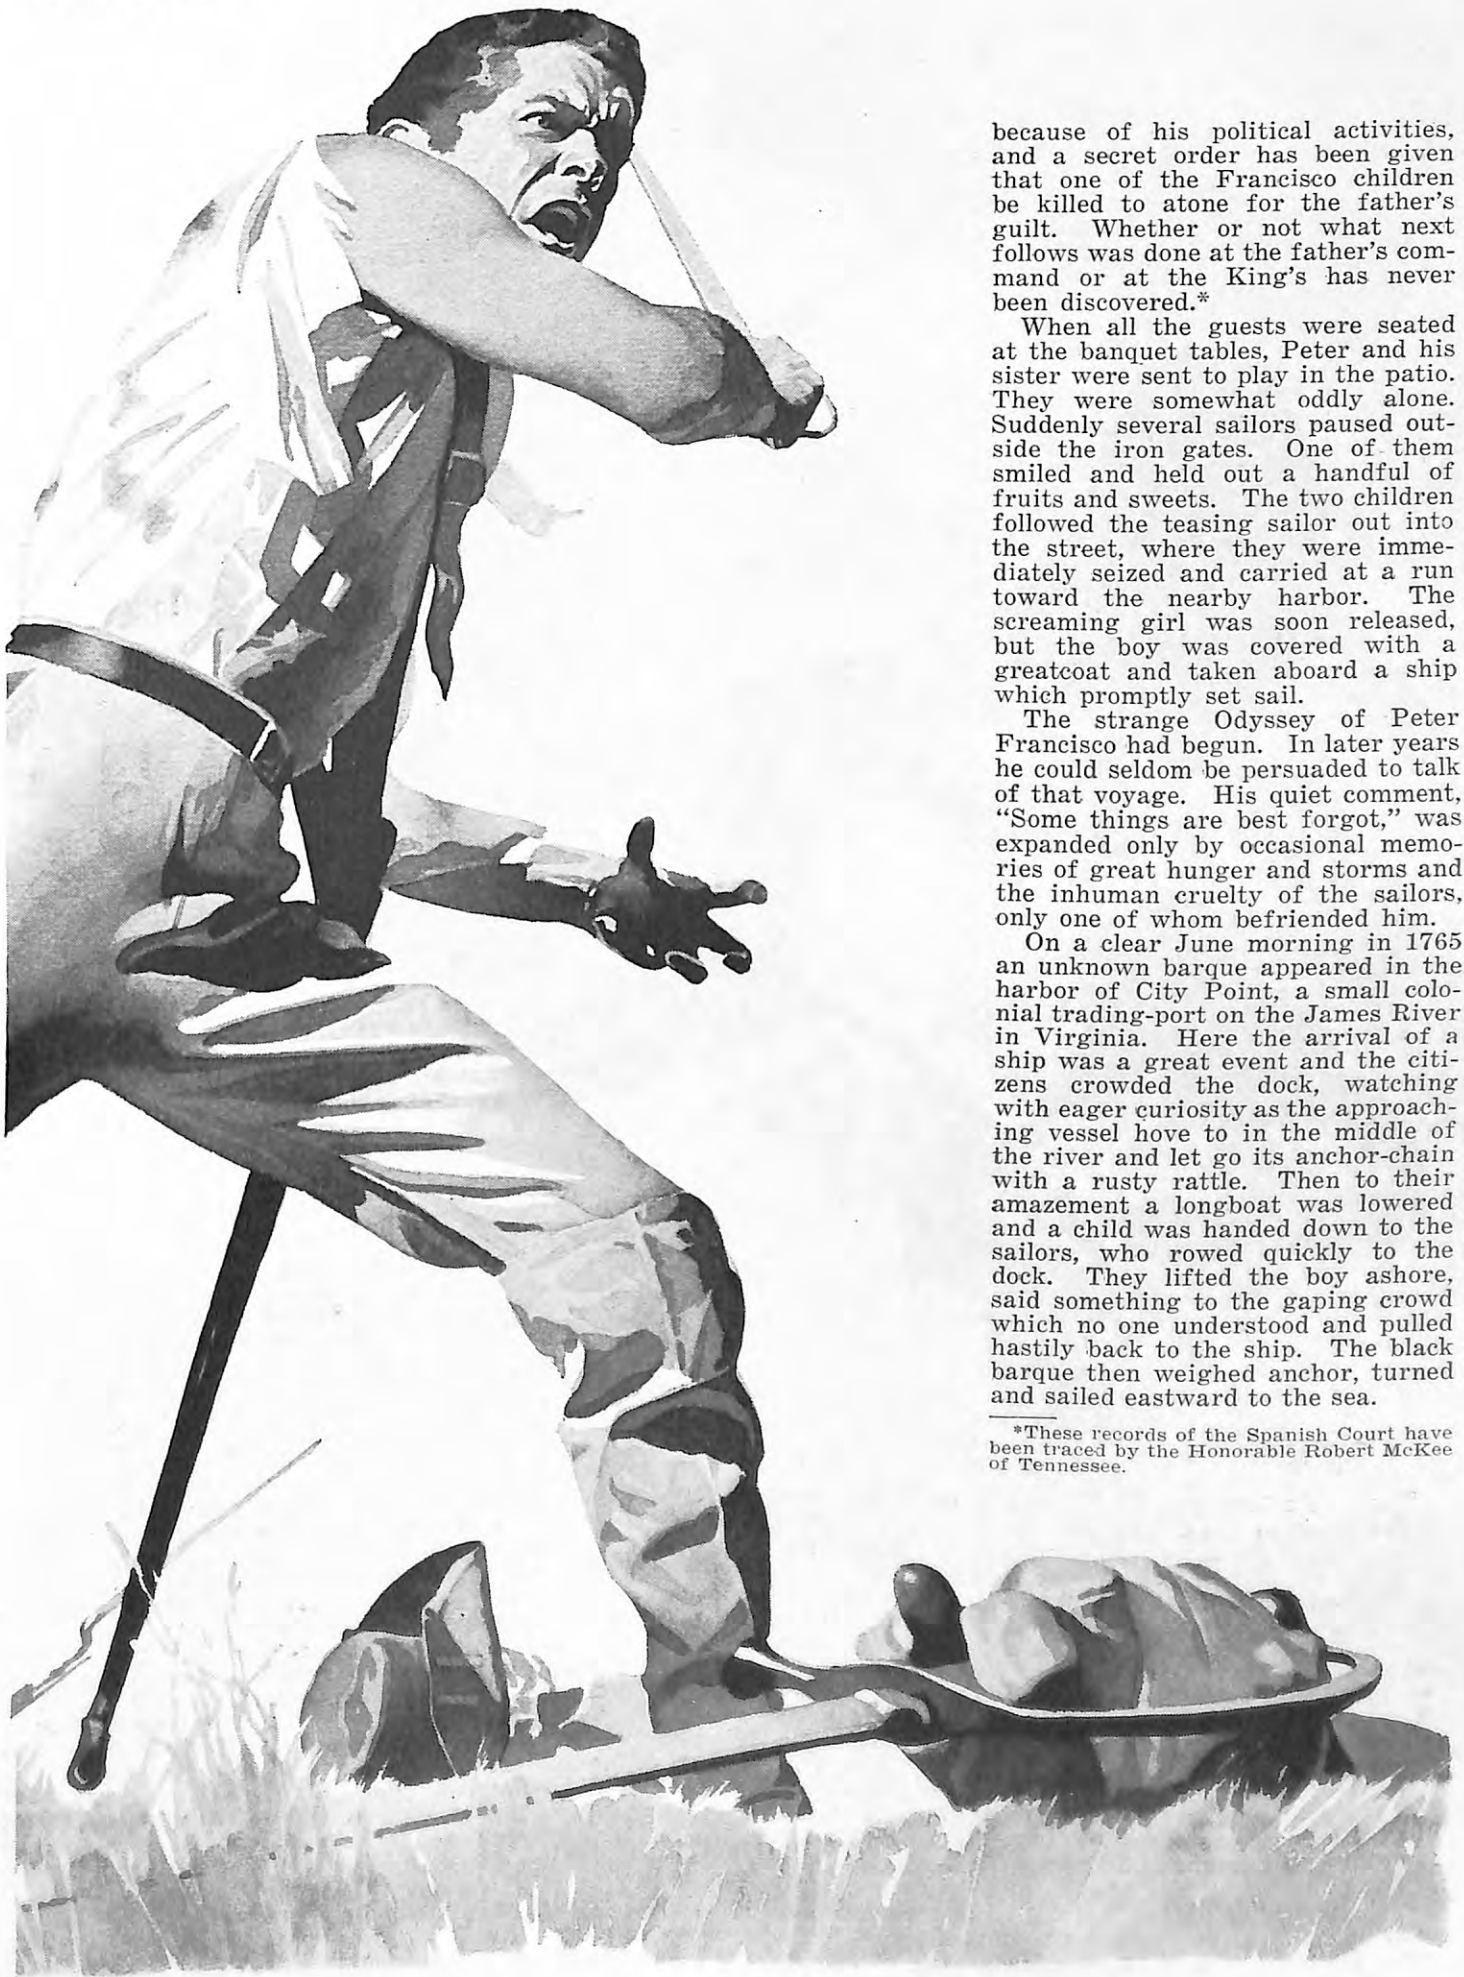 because of his political activities,
and a secret order has been given
that one of the Francisco children
be killed to atone for the father's
guilt. Whether or not what next
follows was done at the father's com-
mand or at the King's has never
been discovered.*
When all the guests were seated
at the banquet tables, Peter and his
sister were sent to play in the patio.
They were somewhat oddly alone.
Suddenly several sailors paused out-
side the iron gates. One of them
smiled and held out a handful of
fruits and sweets. The two children
followed the teasing sailor out into
the street, where they were imme-
diately seized and carried at a run
toward the nearby harbor. The
screaming girl was soon released,
but the boy was covered with a
greatcoat and taken aboard a ship
which promptly set sail.
The strange Odyssey of Peter
Francisco had begun. In later years
he could seldom be persuaded to talk
of that voyage. His quiet comment,
“Some things are best forgot,” was
expanded only by occasional memo-
ries of great hunger and storms and
the inhuman cruelty of the sailors,
only one of whom befriended him.
On a clear June morning in 1765
an unknown barque appeared in the
harbor of City Point, a small colo-
nial trading-port on the James River
in Virginia. Here the arrival of a
ship was a great event and the citi-
zens crowded the dock, watching
with eager curiosity as the approach-
ing vessel hove to in the middle of
the river and let go its anchor-chain
with a rusty rattle. Then to their
amazement a longboat was lowered
and a child was handed down to the
sailors, who rowed quickly to the
dock. They lifted the boy ashore,
said something to the gaping crowd
which no one understood and pulled
hastily back to the ship. The black
barque then weighed anchor, turned
and sailed eastward to the sea.
*These records of the Spanish Court have
been traced by the Honorable Robert McKee
of Tennessee.